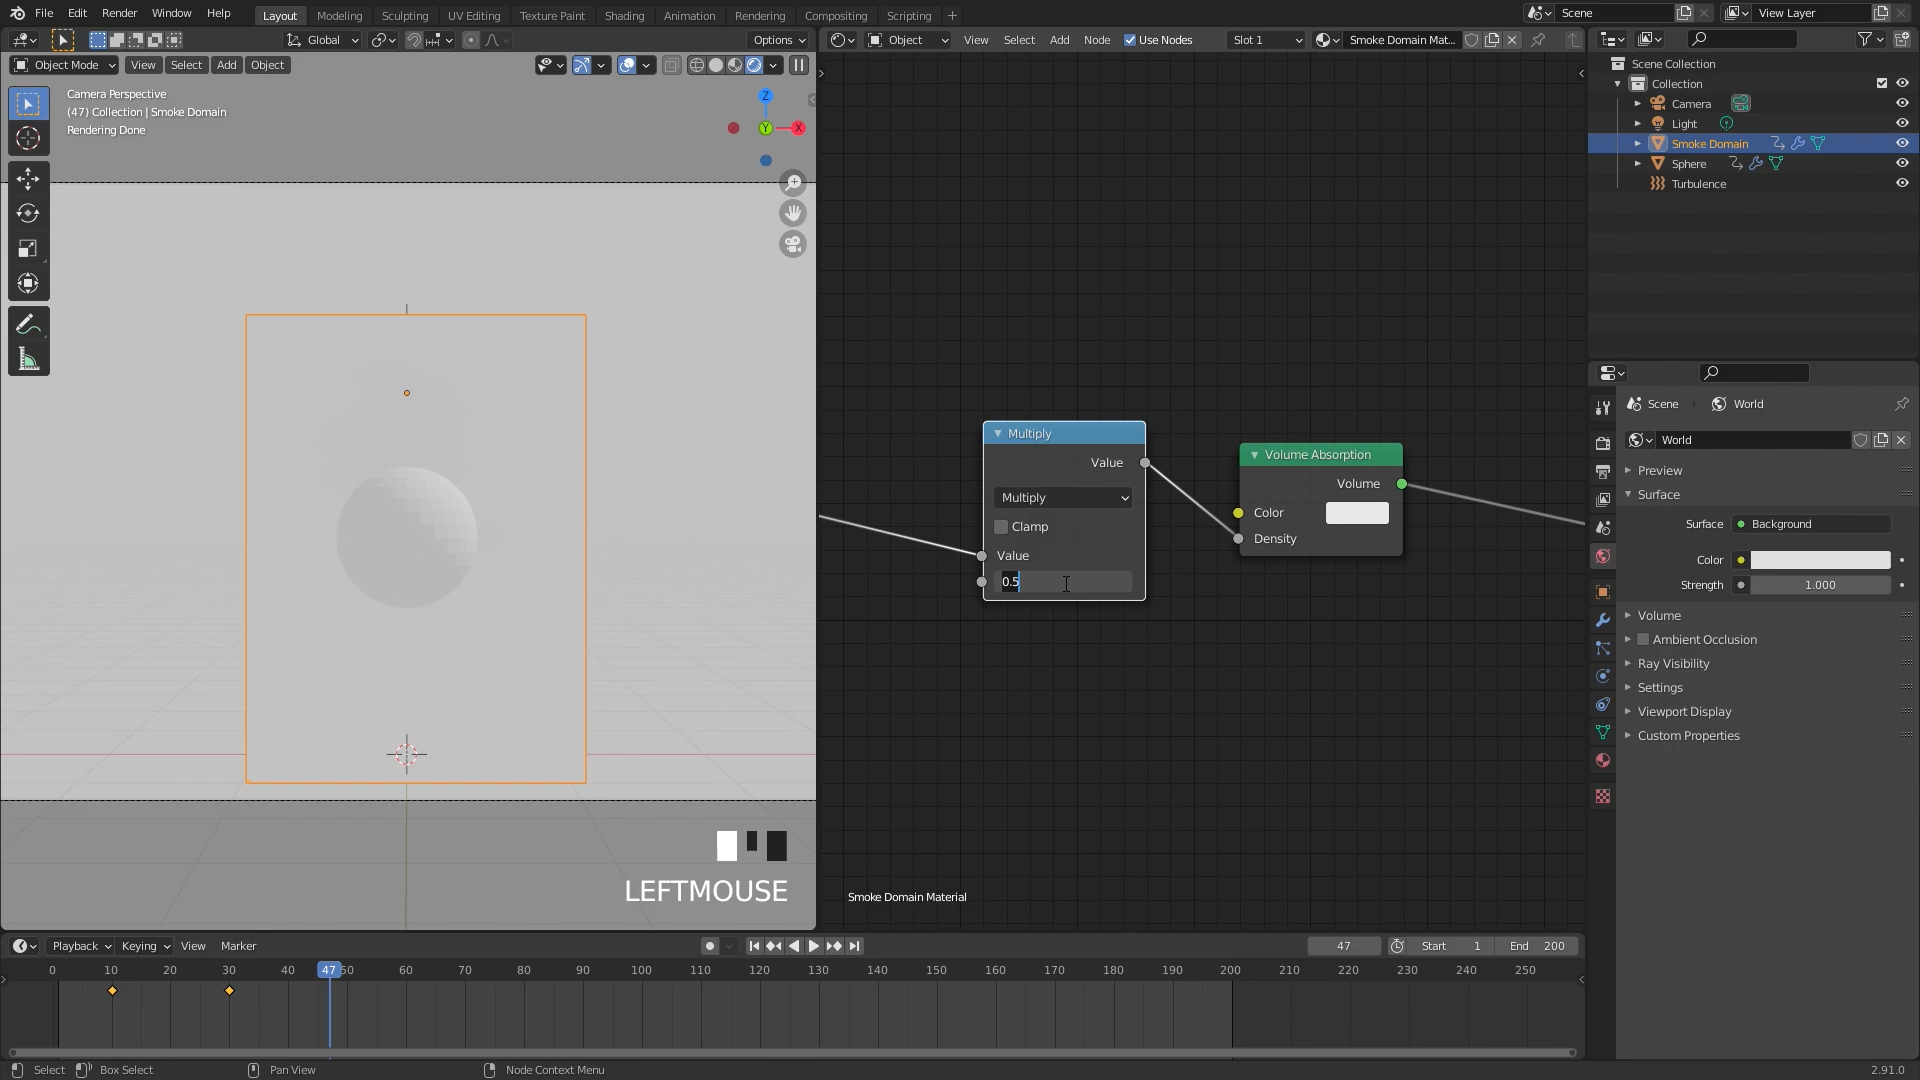 File Edit Render Window Help Layout Modeling Sculpting UV Editing Texture Paint Shading Animation Rendering Compositing Scripting + Scene View Layer
Global Options
Object Mode View Select Add Object
Camera Perspective
(47) Collection | Smoke Domain
Rendering Done
Z
Y
X
LEFTMOUSE
Object View Select Add Node Use Nodes Slot 1 Smoke Domain Mat...
Multiply
Value
Multiply
Clamp
Value
0.5
Volume Absorption
Volume
Color
Density
Smoke Domain Material
Scene Collection
Collection
Camera
Light
Smoke Domain
Sphere
Turbulence
Scene World
World
Preview
Surface
Surface Background
Color
Strength 1.000
Volume
Ambient Occlusion
Ray Visibility
Settings
Viewport Display
Custom Properties
Playback Keying View Marker 47 Start 1 End 200
0 10 20 30 40 47 50 60 70 80 90 100 110 120 130 140 150 160 170 180 190 200 210 220 230 240 250
Select Box Select Pan View Node Context Menu 2.91.0